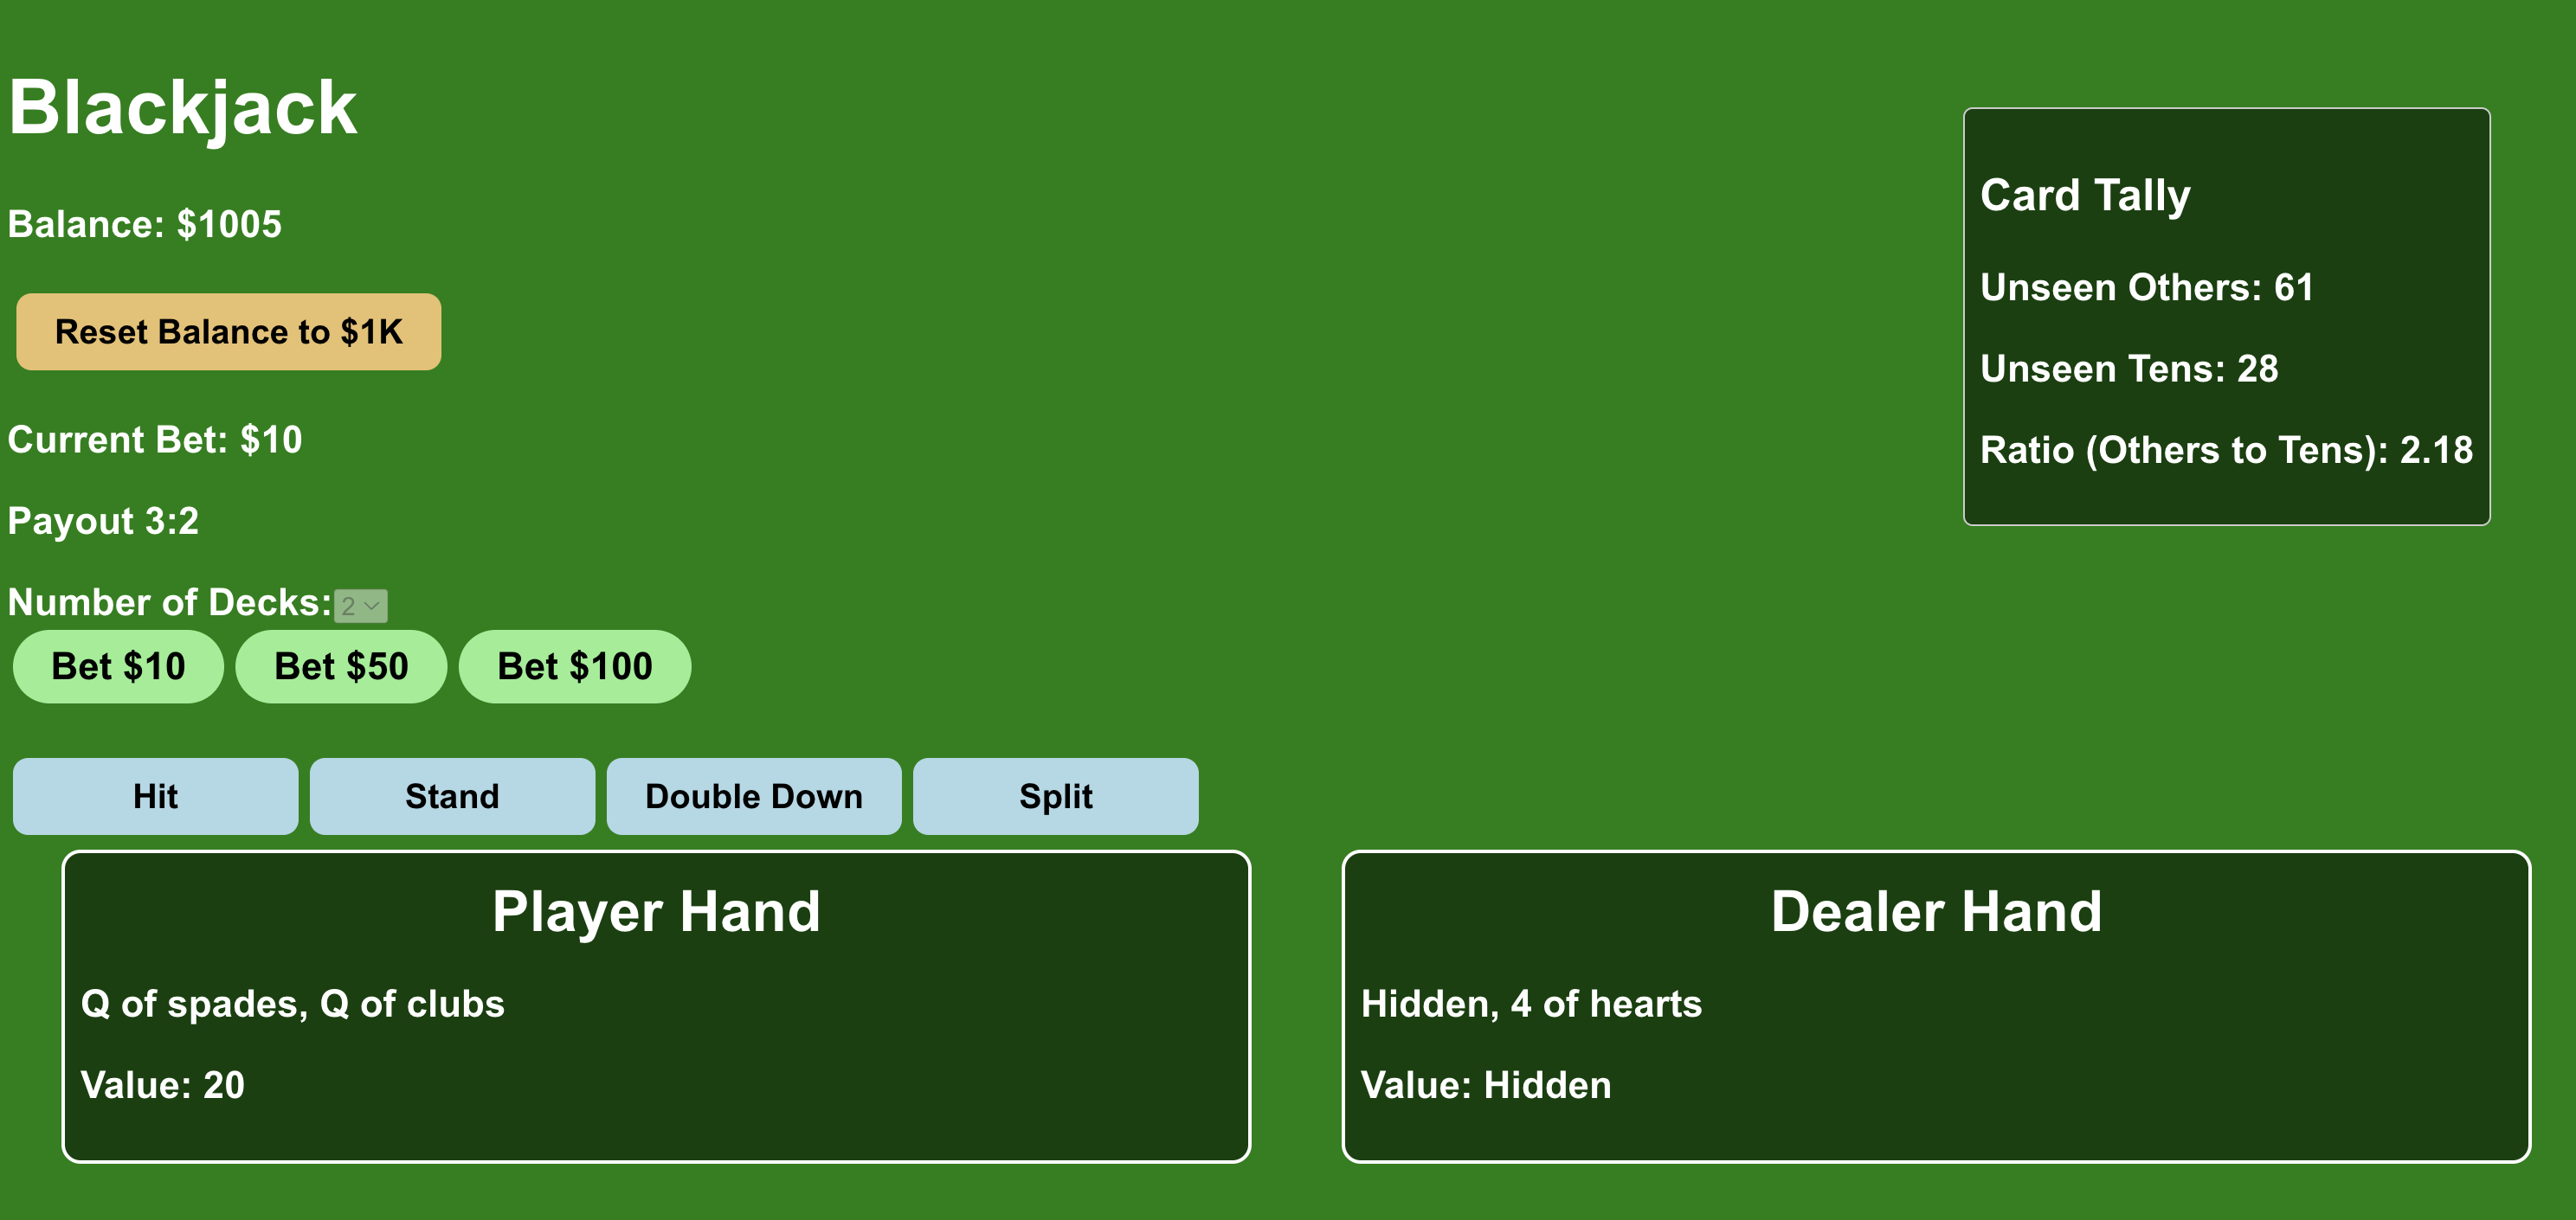 Blackjack
Balance: $1005
Reset Balance to $1K
Current Bet: $10
Payout 3:2
Number of Decks: 2
Bet $10 Bet $50 Bet $100
Hit Stand Double Down Split
Player Hand
Q of spades, Q of clubs
Value: 20
Dealer Hand
Hidden, 4 of hearts
Value: Hidden
Card Tally
Unseen Others: 61
Unseen Tens: 28
Ratio (Others to Tens): 2.18